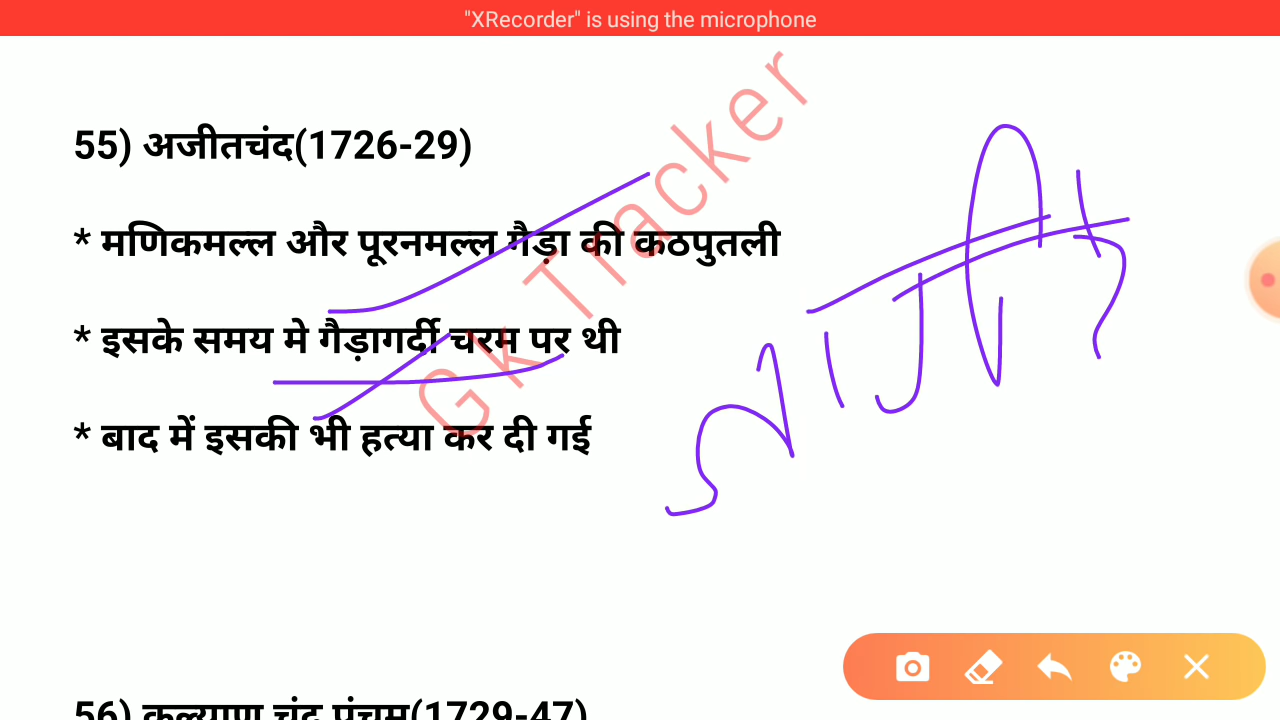 "XRecorder" is using the microphone
55) अजीतचंद(1726-29)
* मणिकमल्ल और पूरनमल्ल गैड़ा की कठपुतली
* इसके समय मे गैड़ागर्दी चरम पर थी
* बाद में इसकी भी हत्या कर दी गई
Gk Tracker
56) कल्याण चंद पंचम(1729-47)